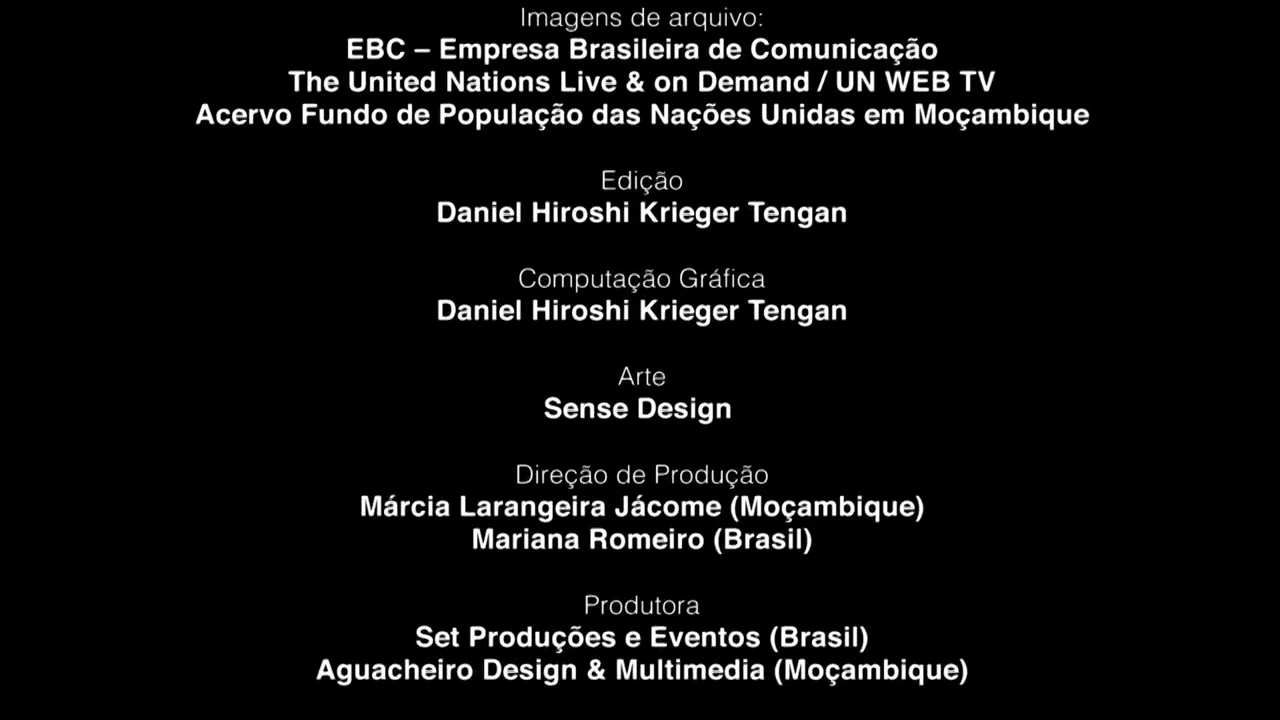 Imagens de arquivo:
EBC – Empresa Brasileira de Comunicação
The United Nations Live & on Demand / UN WEB TV
Acervo Fundo de População das Nações Unidas em Moçambique
Edição
Daniel Hiroshi Krieger Tengan
Computação Gráfica
Daniel Hiroshi Krieger Tengan
Arte
Sense Design
Direção de Produção
Márcia Larangeira Jácome (Moçambique)
Mariana Romeiro (Brasil)
Produtora
Set Produções e Eventos (Brasil)
Aguacheiro Design & Multimedia (Moçambique)